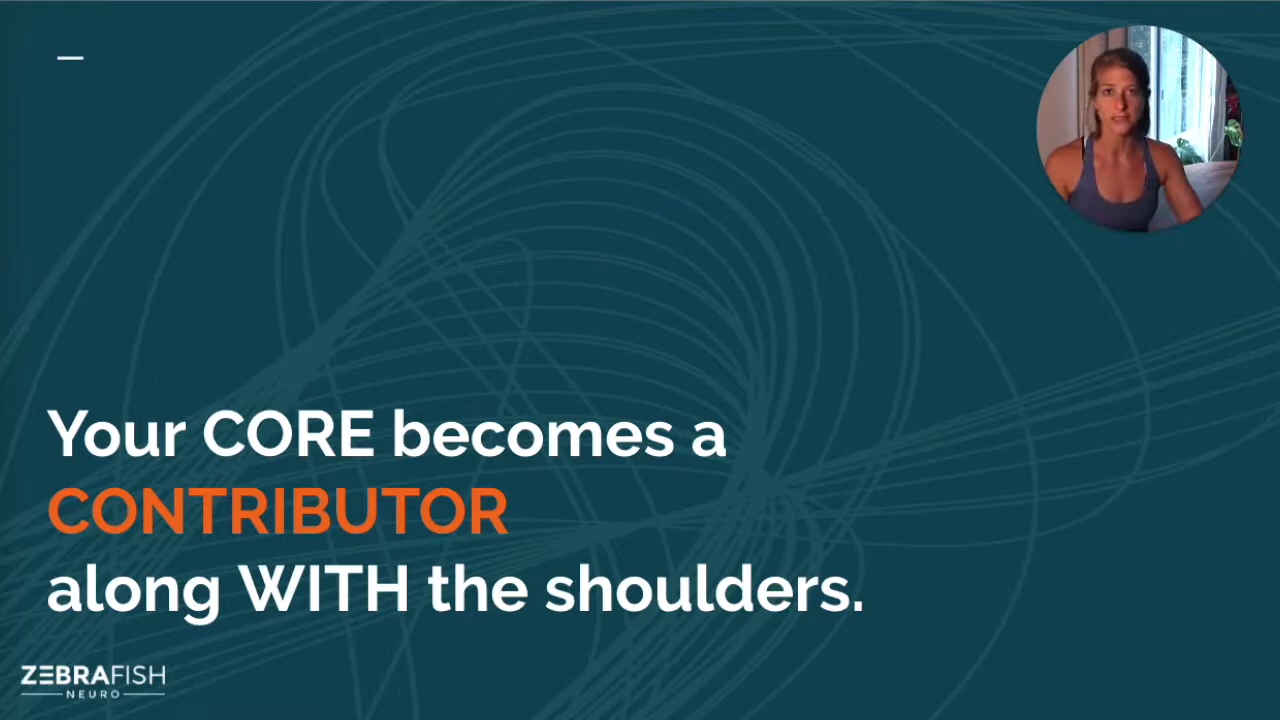 Your CORE becomes a
CONTRIBUTOR
along WITH the shoulders.
ZEBRAFISH
NEURO